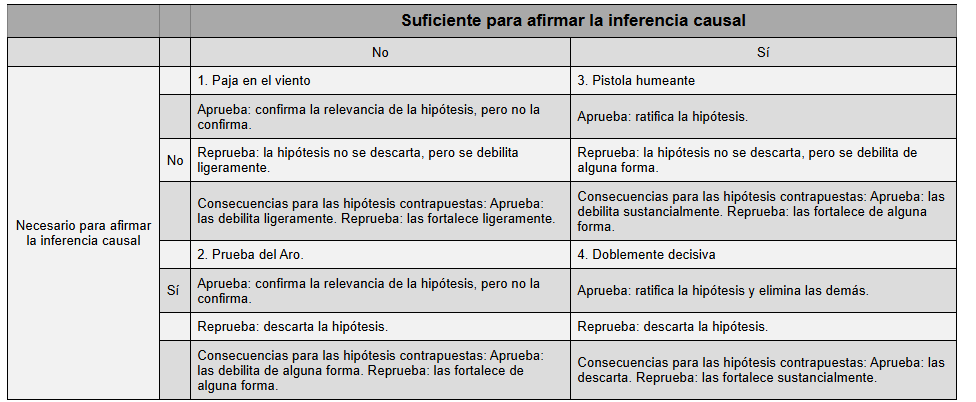 Suficiente para afirmar la inferencia causal
No
Sí
Necesario para afirmar
la inferencia causal
No
1. Paja en el viento
Aprueba: confirma la relevancia de la hipótesis, pero no la
confirma.
Reprueba: la hipótesis no se descarta, pero se debilita
ligeramente.
Consecuencias para las hipótesis contrapuestas: Aprueba:
las debilita ligeramente. Reprueba: las fortalece ligeramente.
3. Pistola humeante
Aprueba: ratifica la hipótesis.
Reprueba: la hipótesis no se descarta, pero se debilita de
alguna forma.
Consecuencias para las hipótesis contrapuestas: Aprueba: las
debilita sustancialmente. Reprueba: las fortalece de alguna
forma.
Sí
2. Prueba del Aro.
Aprueba: confirma la relevancia de la hipótesis, pero no la
confirma.
Reprueba: descarta la hipótesis.
Consecuencias para las hipótesis contrapuestas: Aprueba:
las debilita de alguna forma. Reprueba: las fortalece de
alguna forma.
4. Doblemente decisiva
Aprueba: ratifica la hipótesis y elimina las demás.
Reprueba: descarta la hipótesis.
Consecuencias para las hipótesis contrapuestas: Aprueba: las
descarta. Reprueba: las fortalece sustancialmente.